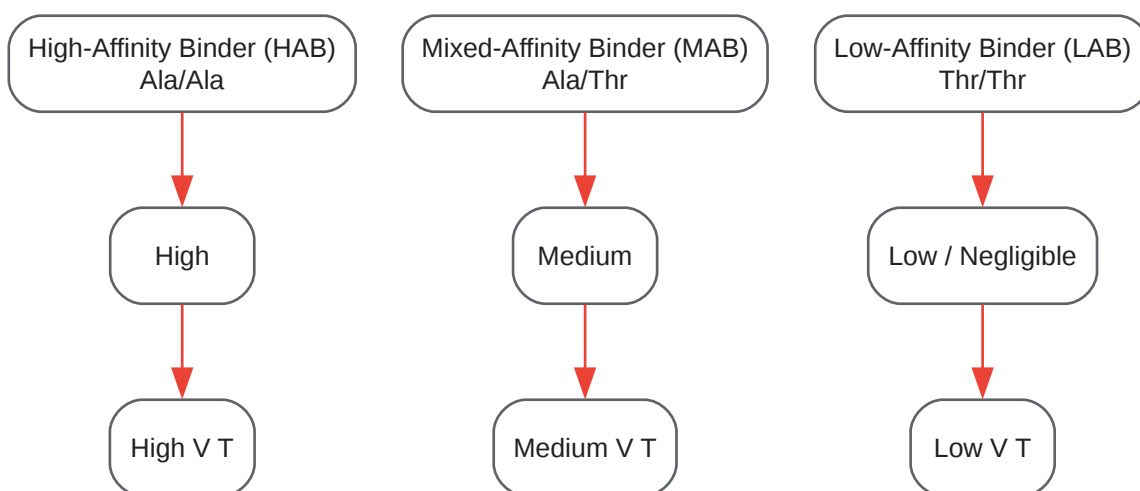 High-Affinity Binder (HAB)
Ala/Ala
Mixed-Affinity Binder (MAB)
Ala/Thr
Low-Affinity Binder (LAB)
Thr/Thr
High
Medium
Low / Negligible
High V T
Medium V T
Low V T